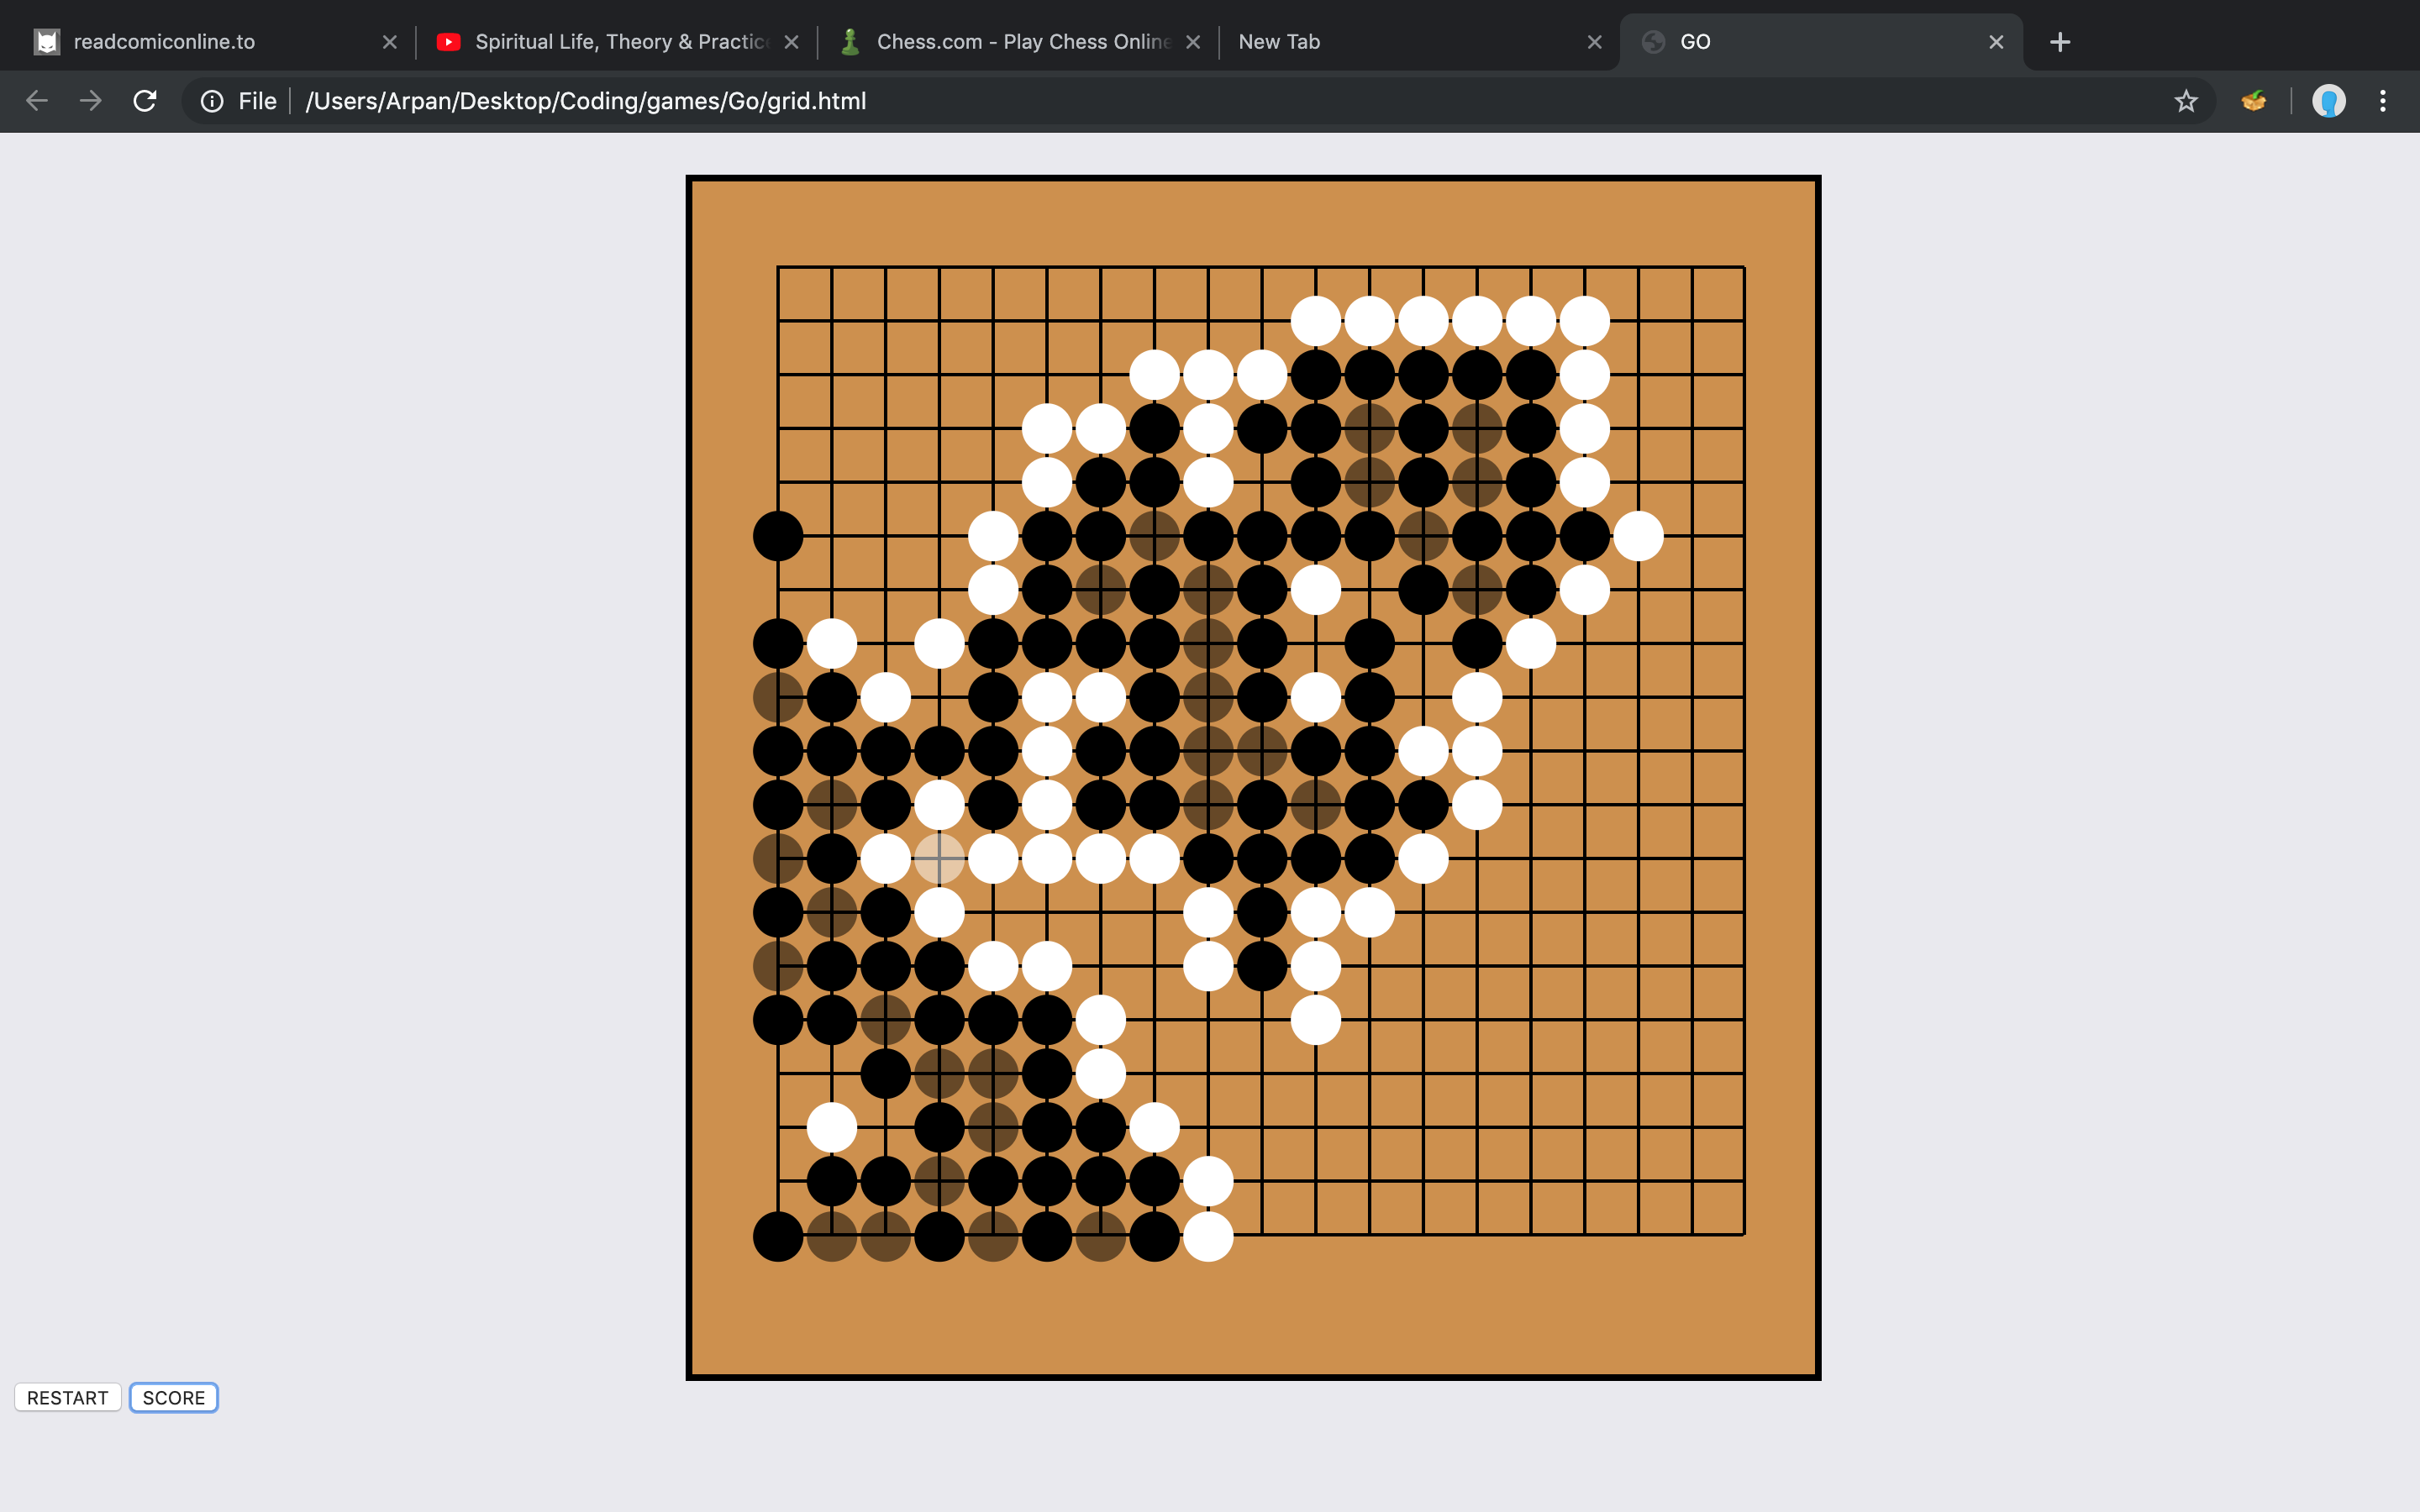 readcomiconline.to
Spiritual Life, Theory & Practic
Chess.com - Play Chess Online
New Tab
GO
File
/Users/Arpan/Desktop/Coding/games/Go/grid.html
RESTART
SCORE